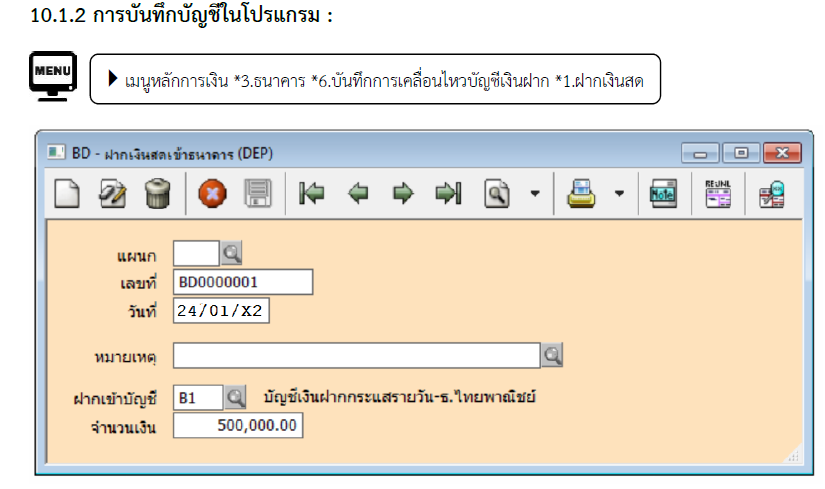 10.1.2 การบันทึกบัญชีในโปรแกรม :
MENU
เมนูหลักการเงิน *3.ธนาคาร *6.บันทึกการเคลื่อนไหวบัญชีเงินฝาก *1.ฝากเงินสด
BD - ฝากเงินสดเข้าธนาคาร (DEP)
Note
REJNL
แผนก
เลขที่ BD0000001
วันที่ 24/01/X2
หมายเหตุ
ฝากเข้าบัญชี B1 บัญชีเงินฝากกระแสรายวัน-ธ.ไทยพาณิชย์
จำนวนเงิน 500,000.00